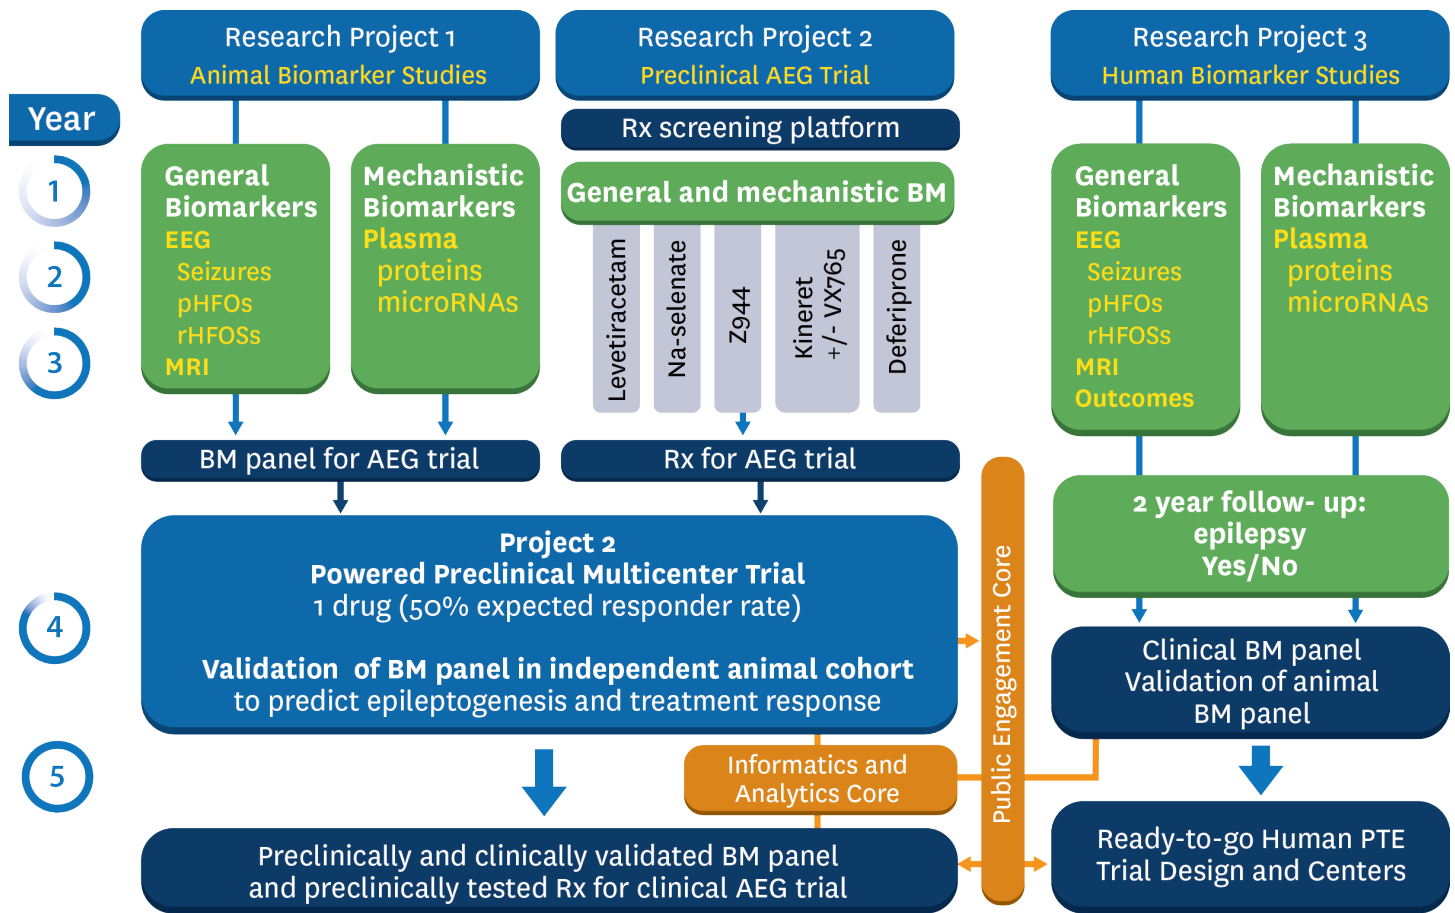 Research Project 1
Animal Biomarker Studies
Research Project 2
Preclinical AEG Trial
Research Project 3
Human Biomarker Studies
Year
1
2
3
4
5
General
Biomarkers
EEG
Seizures
pHFOs
rHFOSs
MRI
Mechanistic
Biomarkers
Plasma
proteins
microRNAs
Rx screening platform
General and mechanistic BM
Levetiracetam
Na-selenate
Z944
Kineret
+/- VX765
Deferiprone
General
Biomarkers
EEG
Seizures
pHFOs
rHFOSs
MRI
Outcomes
Mechanistic
Biomarkers
Plasma
proteins
microRNAs
BM panel for AEG trial
Rx for AEG trial
2 year follow- up:
epilepsy
Yes/No
Project 2
Powered Preclinical Multicenter Trial
1 drug (50% expected responder rate)
Validation of BM panel in independent animal cohort
to predict epileptogenesis and treatment response
Public Engagement Core
Clinical BM panel
Validation of animal
BM panel
Informatics and
Analytics Core
Preclinically and clinically validated BM panel
and preclinically tested Rx for clinical AEG trial
Ready-to-go Human PTE
Trial Design and Centers